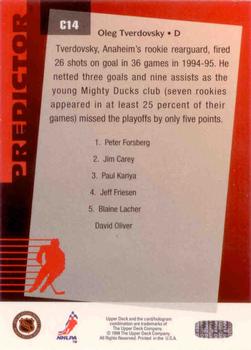 C14
Oleg Tverdovsky • D
PREDICTOR
Tverdovsky, Anaheim's rookie rearguard, fired
26 shots on goal in 36 games in 1994-95. He
netted three goals and nine assists as the
young Mighty Ducks club (seven rookies
appeared in at least 25 percent of their
games) missed the playoffs by only five points.
1. Peter Forsberg
2. Jim Carey
3. Paul Kariya
4. Jeff Friesen
5. Blaine Lacher
David Oliver
NHLPA
Upper Deck and the card/hologram
combination are trademarks of
The Upper Deck Company.
© 1996 The Upper Deck Company.
All Rights Reserved. Printed in the U.S.A.